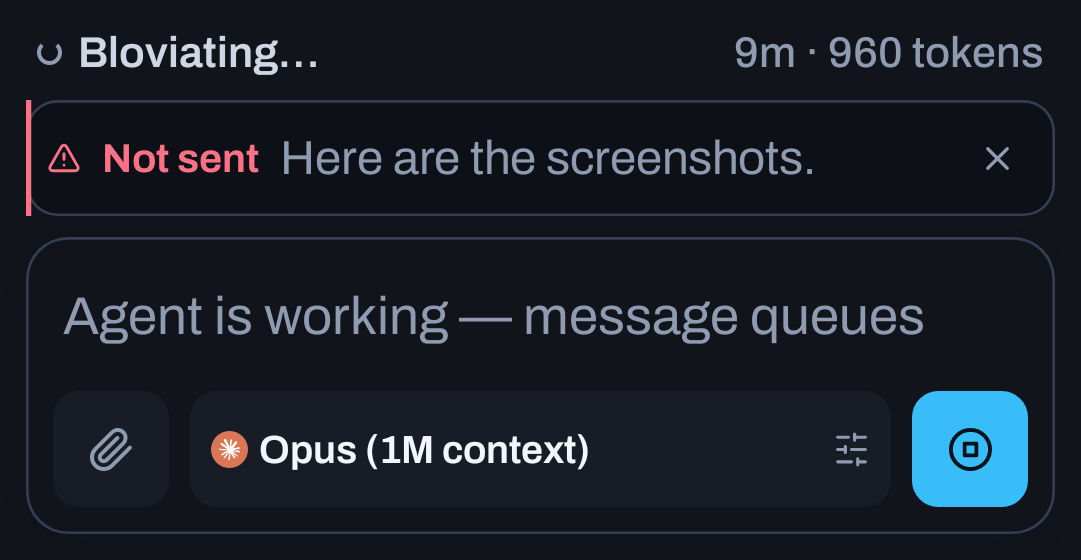 Bloviating...
9m · 960 tokens
Not sent Here are the screenshots.
Agent is working — message queues
Opus (1M context)